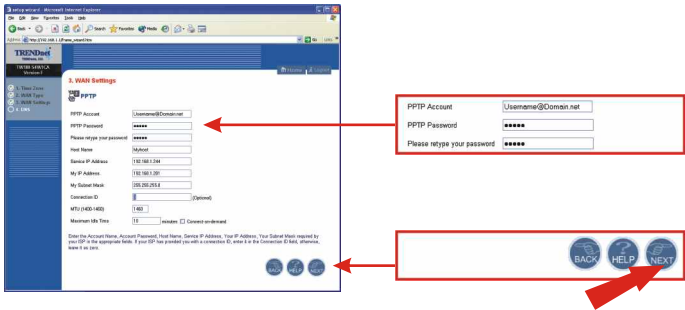 setup wizard - Microsoft Internet Explorer
File Edit View Favorites Tools Help
Back Search Favorites Media
Address
TRENDnet
TRENDnet, Inc.
TW100-S4W1CA
Version 1
Home Logout
1. Time Zone
2. WAN Type
3. WAN Settings
4. DNS
3. WAN Settings
PPTP
PPTP Account Username@Domain.net
PPTP Password •••••
Please retype your password •••••
Host Name Myhost
Service IP Address 192.168.1.244
My IP Address 192.168.1.201
My Subnet Mask 255.255.255.0
Connection ID (Optional)
MTU (1400-1460) 1460
Maximum Idle Time 10 minutes Connect-on-demand
Enter the Account Name, Account Password, Host Name, Service IP Address, Your IP Address, Your Subnet Mask required by
your ISP in the appropriate fields. If your ISP has provided you with a connection ID, enter it in the Connection ID field, otherwise,
leave it as zero.
BACK HELP NEXT
PPTP Account Username@Domain.net
PPTP Password •••••
Please retype your password •••••
BACK HELP NEXT